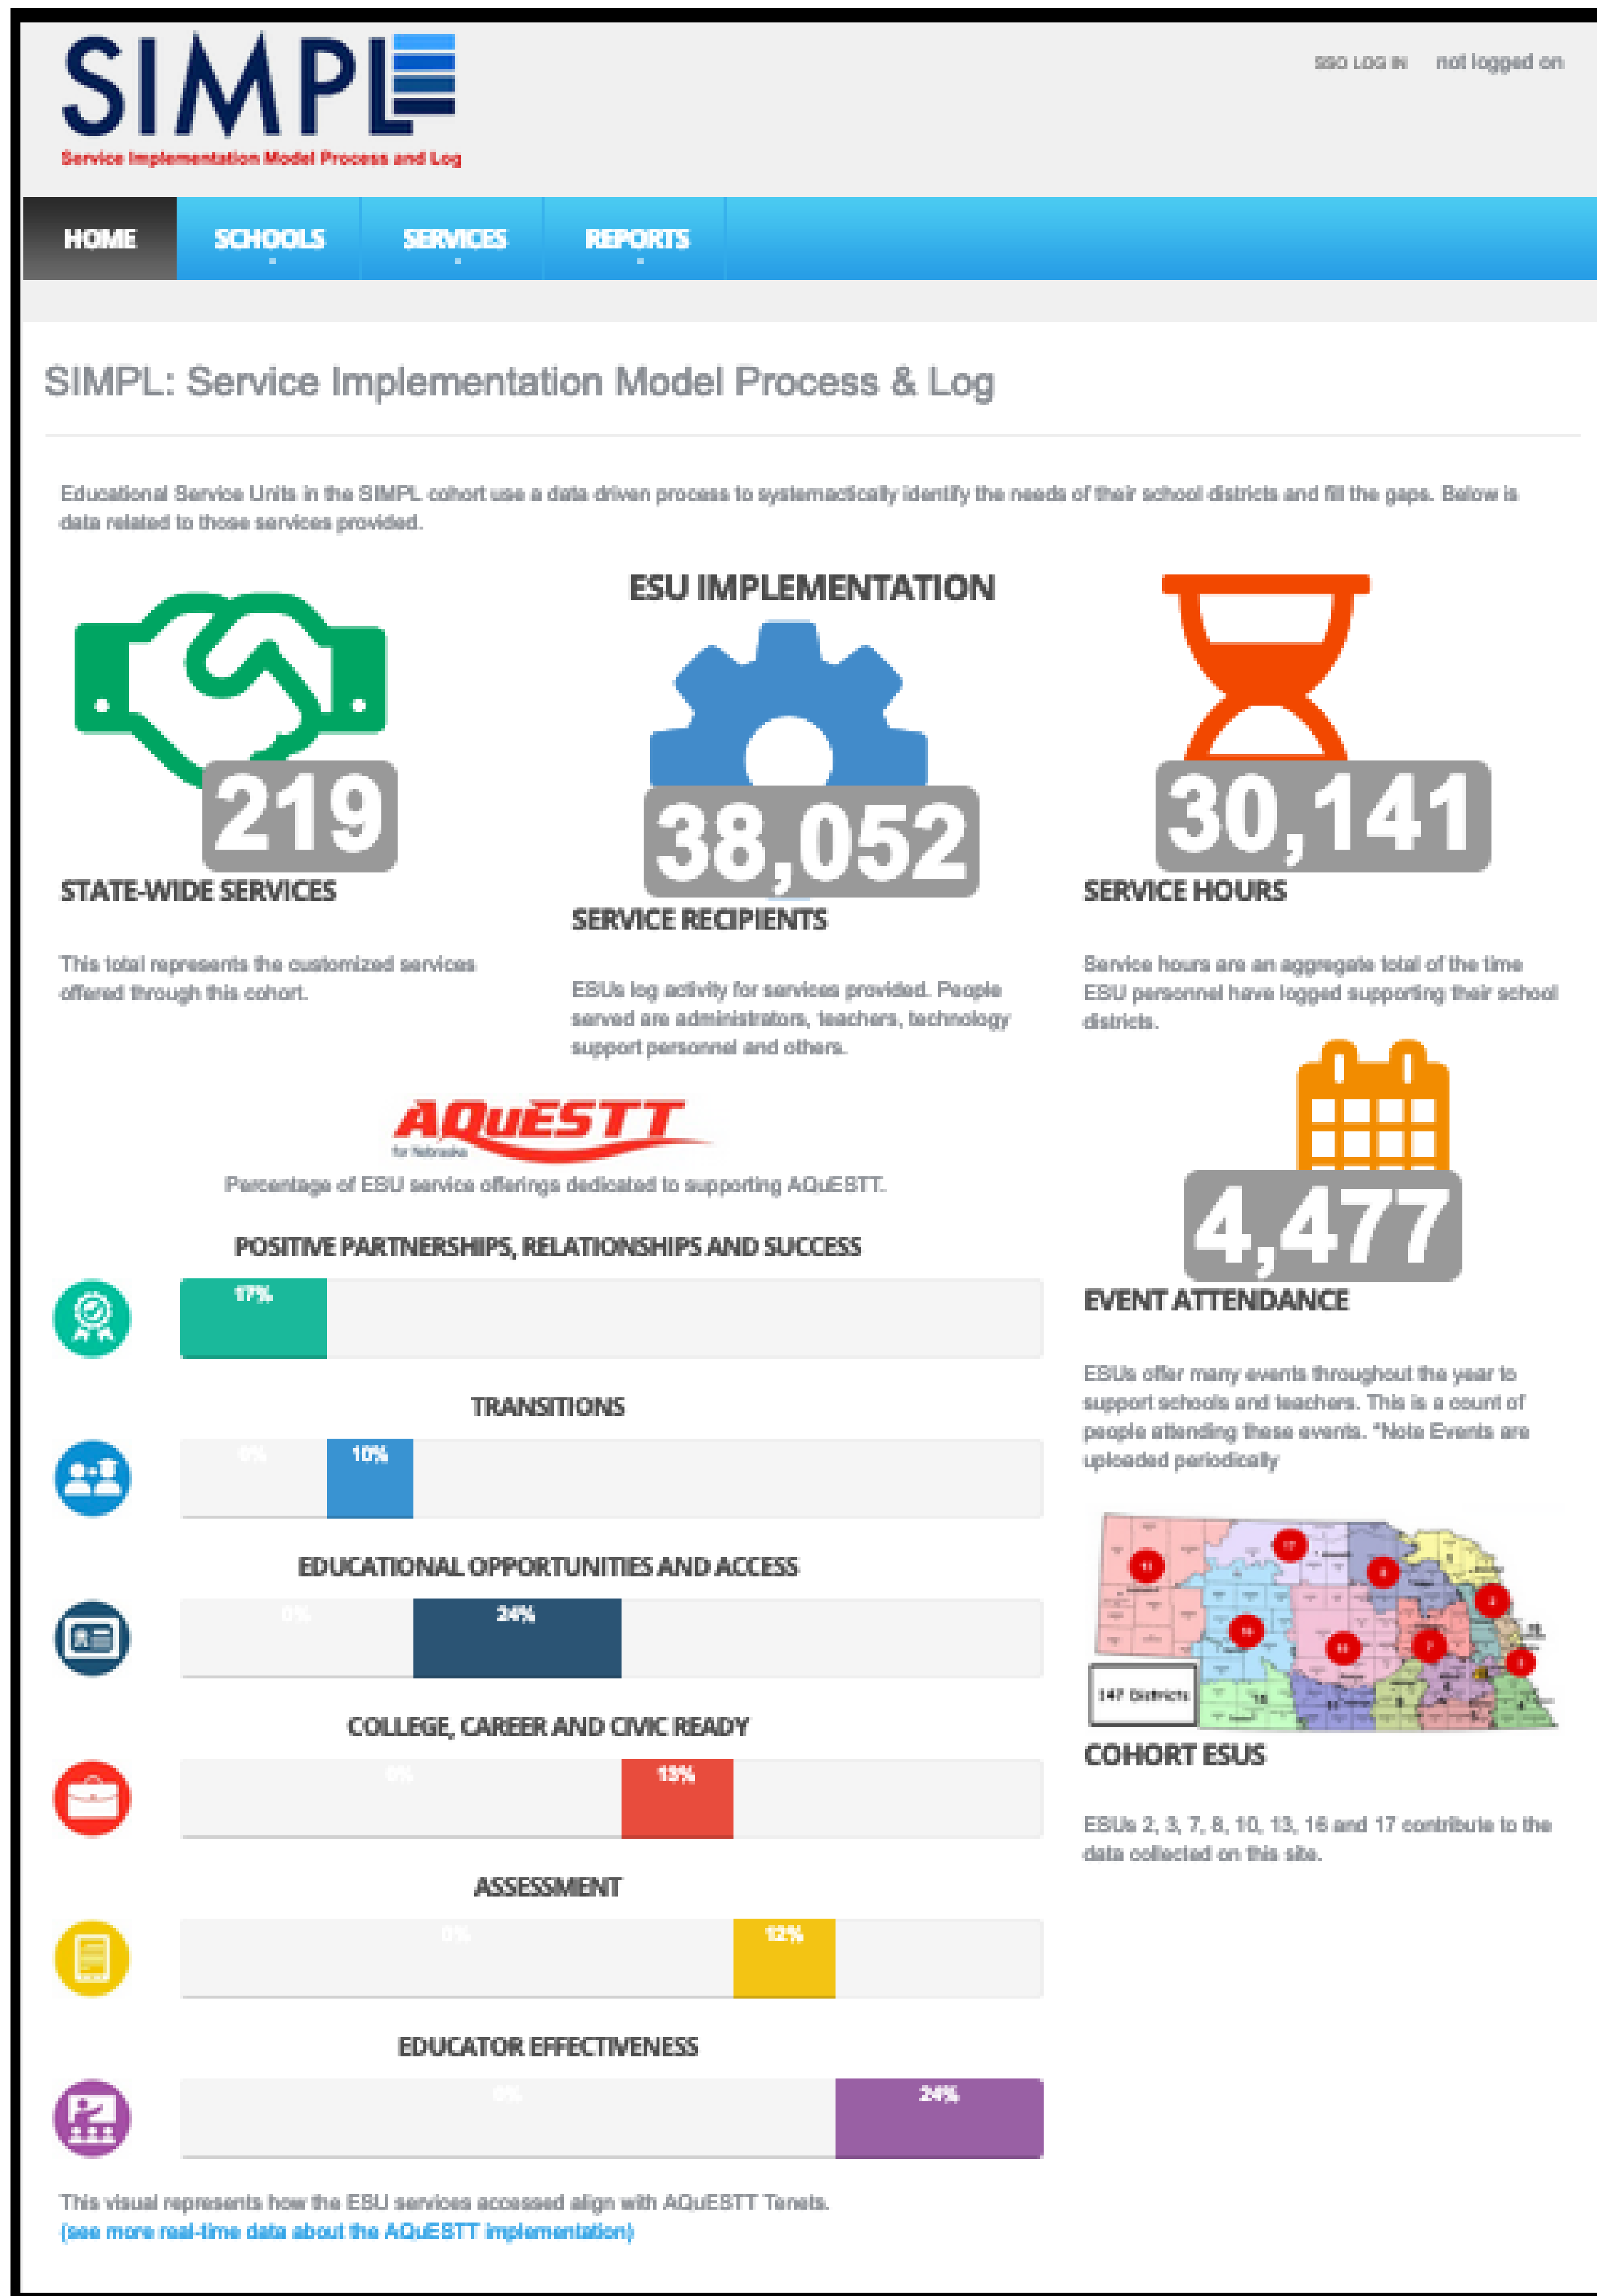 SIMPL
Service Implementation Model Process and Log
SSO LOG IN not logged on
HOME SCHOOLS SERVICES REPORTS
SIMPL: Service Implementation Model Process & Log
Educational Service Units in the SIMPL cohort use a data driven process to systemactically identify the needs of their school districts and fill the gaps. Below is
data related to those services provided.
219
STATE-WIDE SERVICES
This total represents the customized services
offered through this cohort.
ESU IMPLEMENTATION
38,052
SERVICE RECIPIENTS
ESUs log activity for services provided. People
served are administrators, teachers, technology
support personnel and others.
30,141
SERVICE HOURS
Service hours are an aggregate total of the time
ESU personnel have logged supporting their school
districts.
AQuESTT
for Nebraska
Percentage of ESU service offerings dedicated to supporting AQuESTT.
POSITIVE PARTNERSHIPS, RELATIONSHIPS AND SUCCESS
17%
TRANSITIONS
0% 10%
EDUCATIONAL OPPORTUNITIES AND ACCESS
0% 24%
COLLEGE, CAREER AND CIVIC READY
0% 13%
ASSESSMENT
0% 12%
EDUCATOR EFFECTIVENESS
0% 24%
This visual represents how the ESU services accessed align with AQuESTT Tenets.
(see more real-time data about the AQuESTT implementation)
4,477
EVENT ATTENDANCE
ESUs offer many events throughout the year to
support schools and teachers. This is a count of
people attending these events. *Note Events are
uploaded periodically
147 Districts
COHORT ESUS
ESUs 2, 3, 7, 8, 10, 13, 16 and 17 contribute to the
data collected on this site.